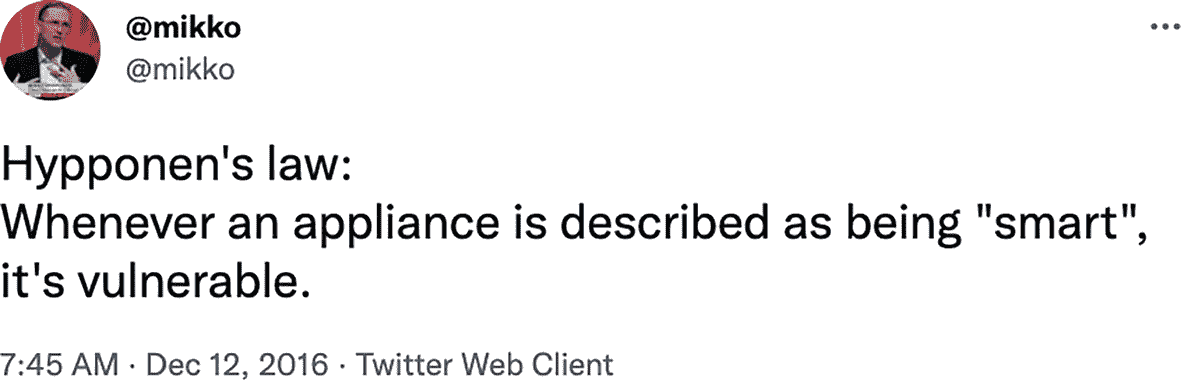 @mikko
@mikko
Hypponen's law:
Whenever an appliance is described as being "smart",
it's vulnerable.
7:45 AM · Dec 12, 2016 · Twitter Web Client